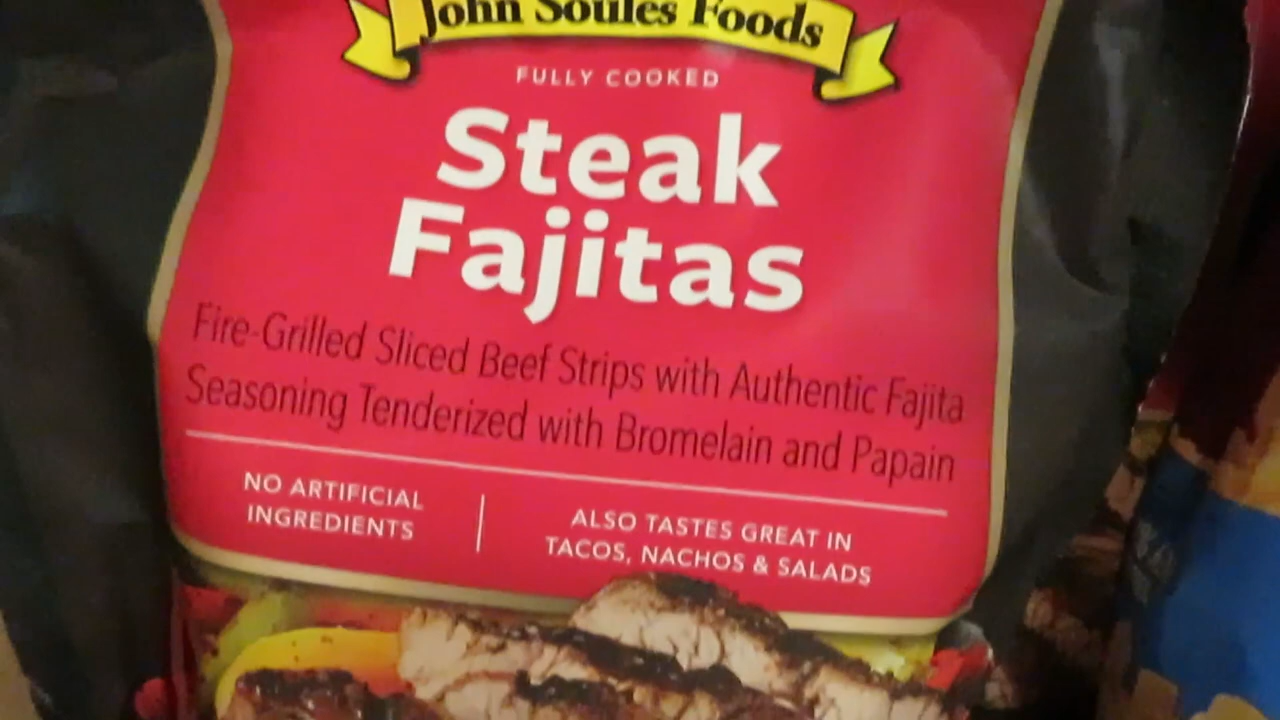 John Soules Foods
FULLY COOKED
Steak
Fajitas
Fire-Grilled Sliced Beef Strips with Authentic Fajita
Seasoning Tenderized with Bromelain and Papain
NO ARTIFICIAL
INGREDIENTS
ALSO TASTES GREAT IN
TACOS, NACHOS & SALADS